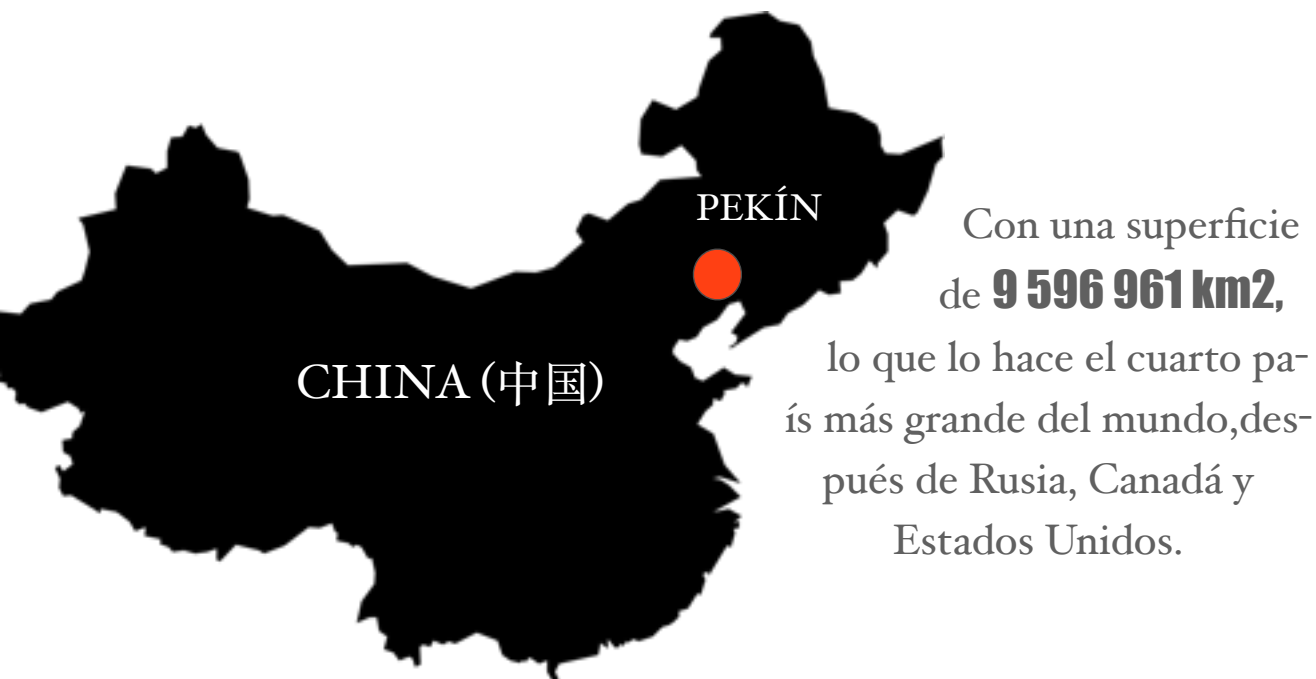 PEKÍN
CHINA (中国)
Con una superficie
de 9 596 961 km2,
lo que lo hace el cuarto pa-
ís más grande del mundo,des-
pués de Rusia, Canadá y
Estados Unidos.